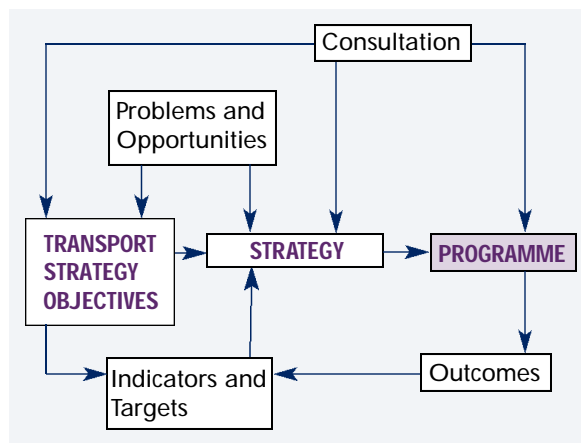 Consultation
Problems and
Opportunities
TRANSPORT
STRATEGY
OBJECTIVES
STRATEGY
PROGRAMME
Indicators and
Targets
Outcomes